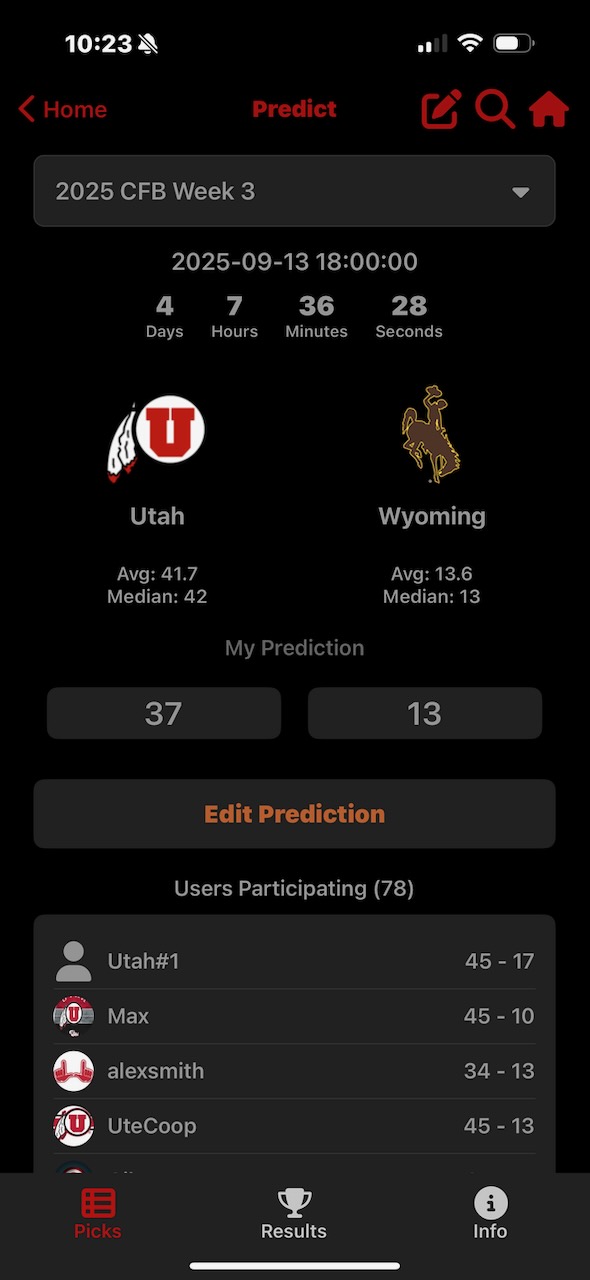 10:23
Home
Predict
2025 CFB Week 3
2025-09-13 18:00:00
4 7 36 28
Days Hours Minutes Seconds
U
Utah Wyoming
Avg: 41.7 Avg: 13.6
Median: 42 Median: 13
My Prediction
37 13
Edit Prediction
Users Participating (78)
Utah#1 45 - 17
U
Max 45 - 10
alexsmith 34 - 13
U
UteCoop 45 - 13
Picks Results Info